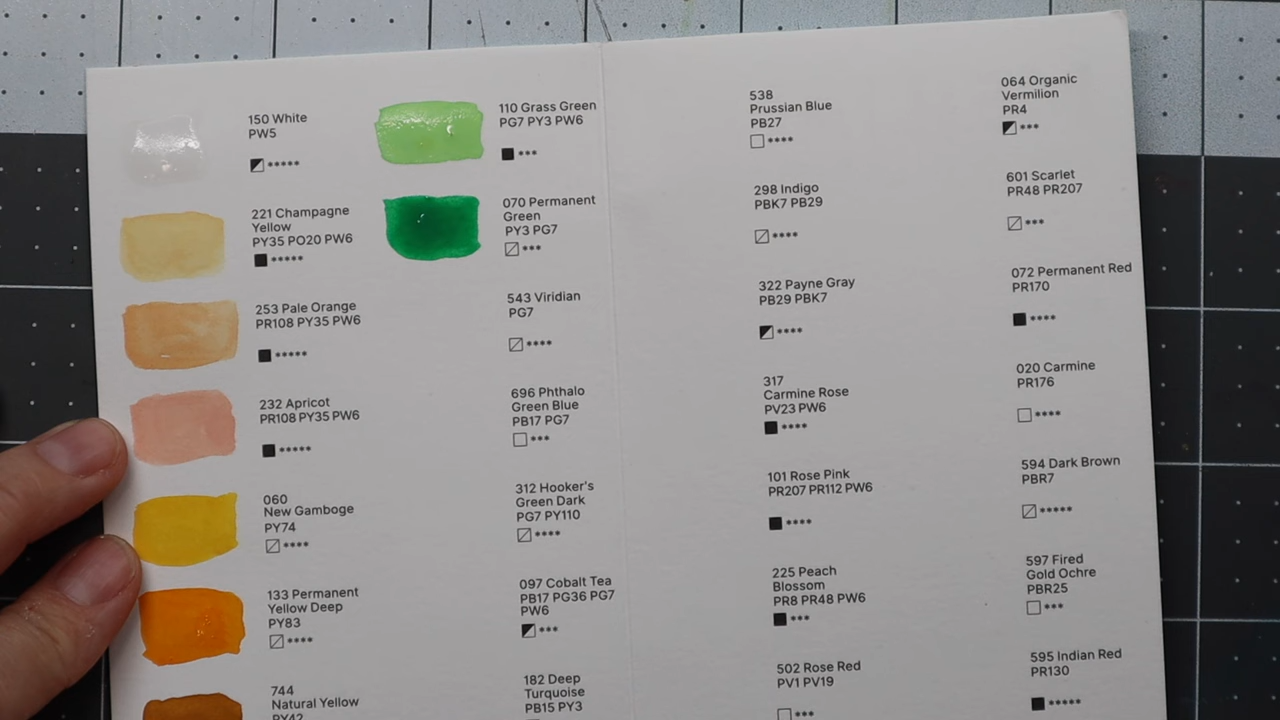 150 White
PW5
*****
221 Champagne
Yellow
PY35 PO20 PW6
*****
253 Pale Orange
PR108 PY35 PW6
*****
232 Apricot
PR108 PY35 PW6
*****
060
New Gamboge
PY74
****
133 Permanent
Yellow Deep
PY83
****
744
Natural Yellow
PY42
110 Grass Green
PG7 PY3 PW6
***
070 Permanent
Green
PY3 PG7
***
543 Viridian
PG7
****
696 Phthalo
Green Blue
PB17 PG7
***
312 Hooker's
Green Dark
PG7 PY110
****
097 Cobalt Tea
PB17 PG36 PG7
PW6
***
182 Deep
Turquoise
PB15 PY3
538
Prussian Blue
PB27
****
298 Indigo
PBK7 PB29
****
322 Payne Gray
PB29 PBK7
****
317
Carmine Rose
PV23 PW6
****
101 Rose Pink
PR207 PR112 PW6
****
225 Peach
Blossom
PR8 PR48 PW6
***
502 Rose Red
PV1 PV19
***
064 Organic
Vermilion
PR4
***
601 Scarlet
PR48 PR207
***
072 Permanent Red
PR170
****
020 Carmine
PR176
****
594 Dark Brown
PBR7
*****
597 Fired
Gold Ochre
PBR25
***
595 Indian Red
PR130
*****